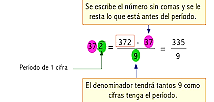 Se escribe el número sin comas y se le
resta lo que está antes del período.
37,2 = 372 - 37 / 9 = 335 / 9
Período de 1 cifra
El denominador tendrá tantos 9 como
cifras tenga el período.